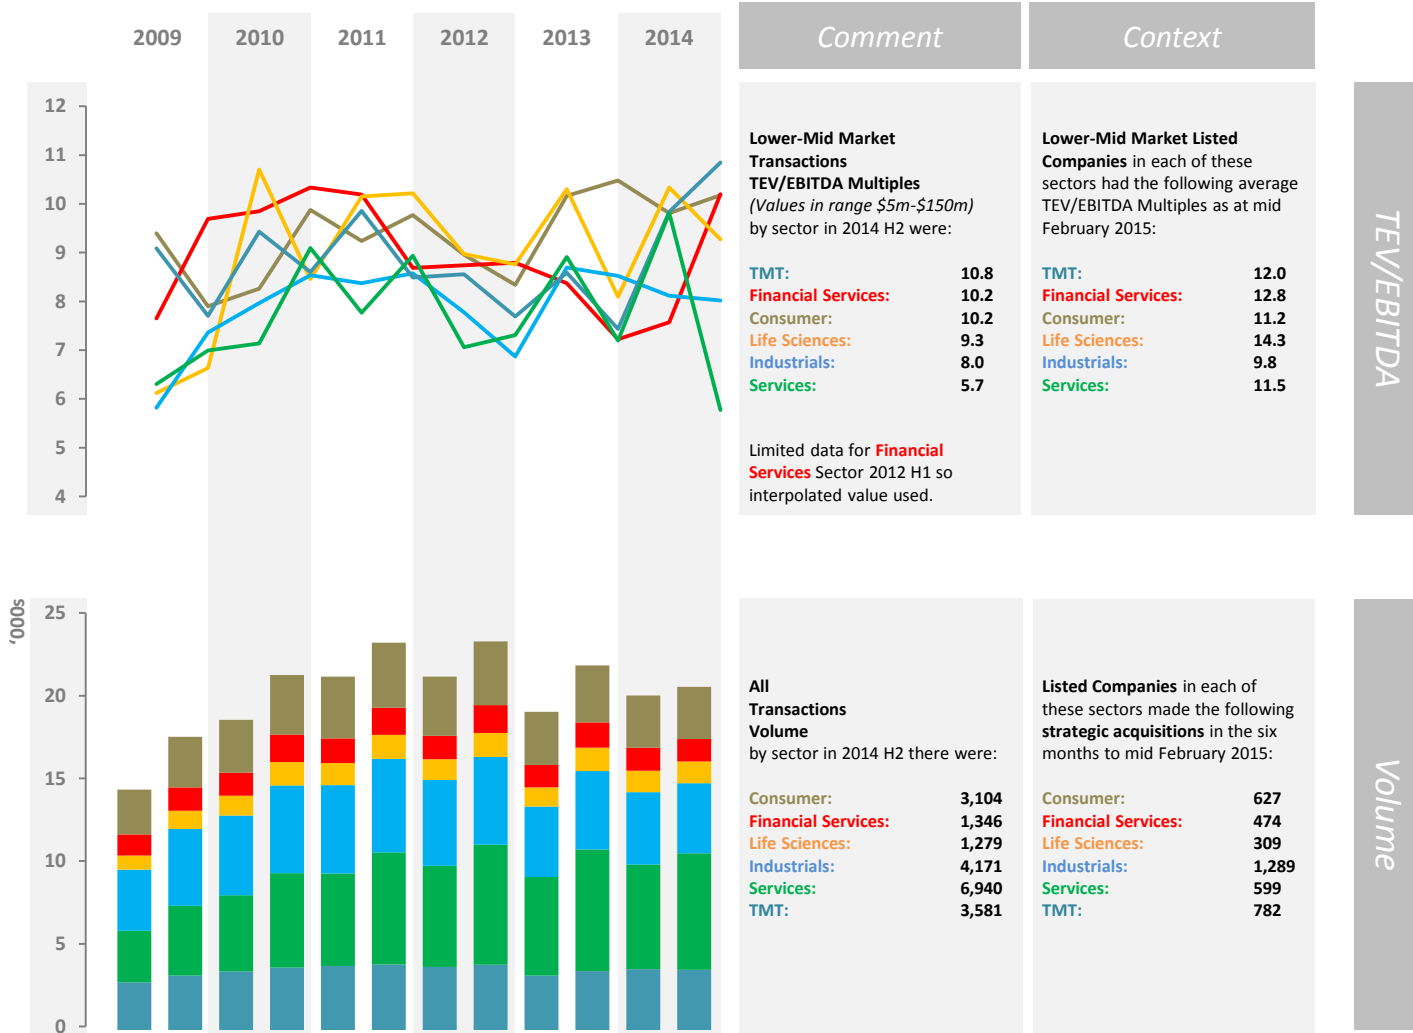 2009 2010 2011 2012 2013 2014
Comment
Context
12
11
10
9
8
7
6
5
4
Lower-Mid Market
Transactions
TEV/EBITDA Multiples
(Values in range $5m-$150m)
by sector in 2014 H2 were:
TMT: 10.8
Financial Services: 10.2
Consumer: 10.2
Life Sciences: 9.3
Industrials: 8.0
Services: 5.7
Limited data for Financial
Services Sector 2012 H1 so
interpolated value used.
Lower-Mid Market Listed
Companies in each of these
sectors had the following average
TEV/EBITDA Multiples as at mid
February 2015:
TMT: 12.0
Financial Services: 12.8
Consumer: 11.2
Life Sciences: 14.3
Industrials: 9.8
Services: 11.5
TEV/EBITDA
'000s
25
20
15
10
5
0
All
Transactions
Volume
by sector in 2014 H2 there were:
Consumer: 3,104
Financial Services: 1,346
Life Sciences: 1,279
Industrials: 4,171
Services: 6,940
TMT: 3,581
Listed Companies in each of
these sectors made the following
strategic acquisitions in the six
months to mid February 2015:
Consumer: 627
Financial Services: 474
Life Sciences: 309
Industrials: 1,289
Services: 599
TMT: 782
Volume